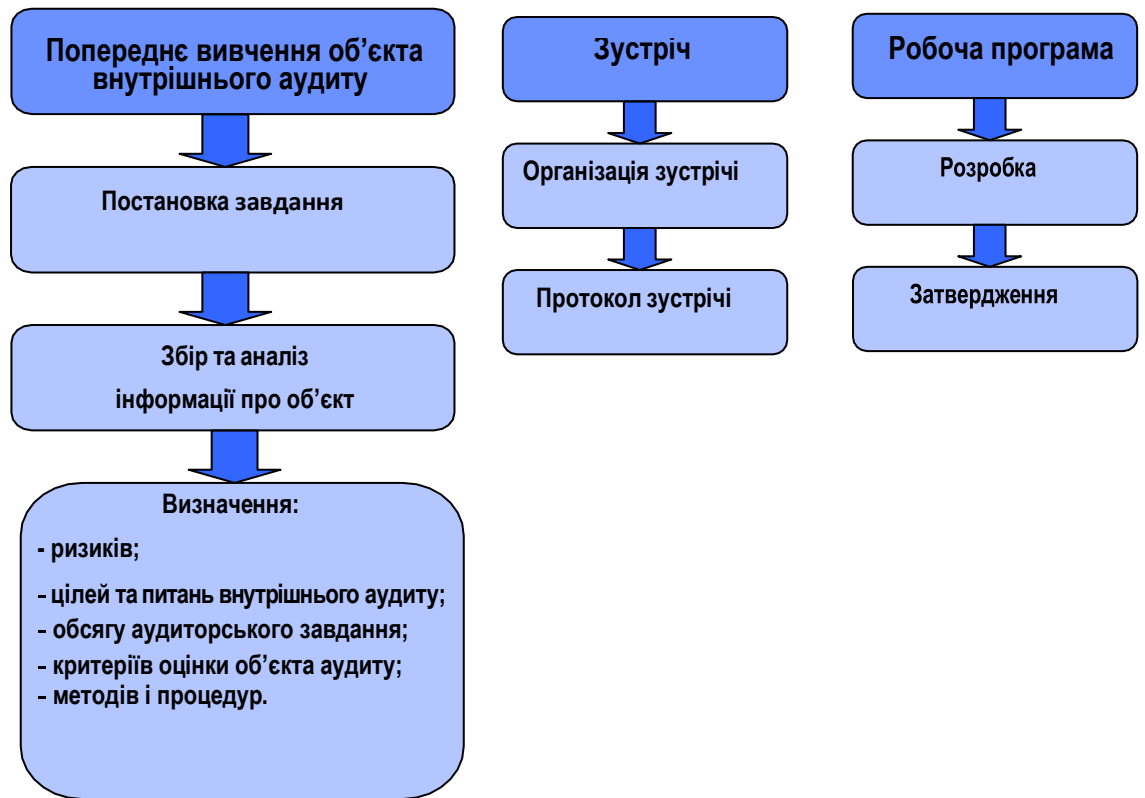 Попереднє вивчення об’єкта
внутрішнього аудиту
Постановка завдання
Збір та аналіз
інформації про об’єкт
Визначення:
- ризиків;
- цілей та питань внутрішнього аудиту;
- обсягу аудиторського завдання;
- критеріїв оцінки об’єкта аудиту;
- методів і процедур.
Зустріч
Організація зустрічі
Протокол зустрічі
Робоча програма
Розробка
Затвердження